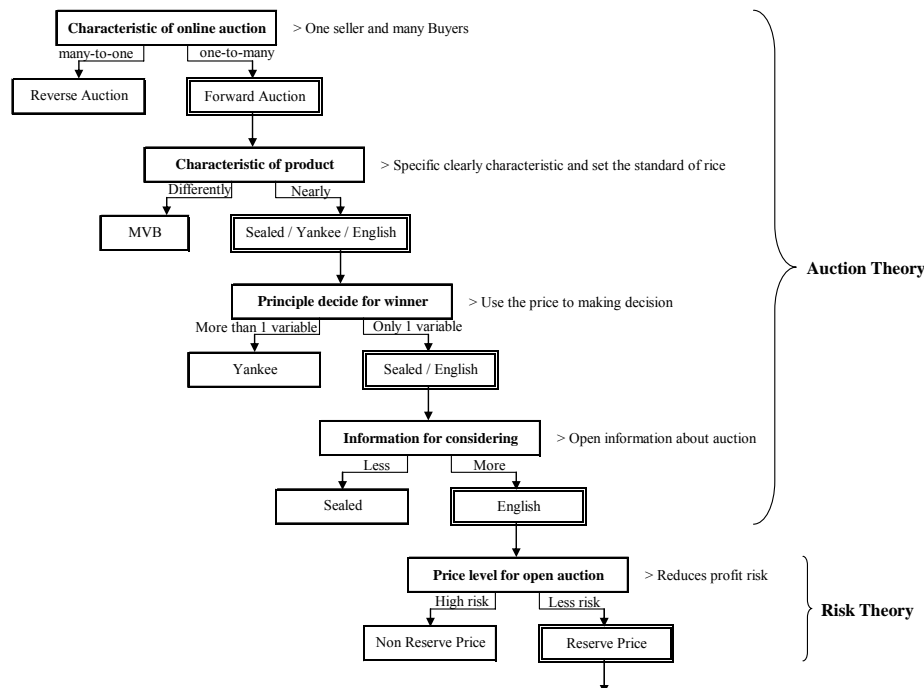 Characteristic of online auction
> One seller and many Buyers
many-to-one
one-to-many
Reverse Auction
Forward Auction
Characteristic of product
> Specific clearly characteristic and set the standard of rice
Differently
Nearly
MVB
Sealed / Yankee / English
Auction Theory
Principle decide for winner
> Use the price to making decision
More than 1 variable
Only 1 variable
Yankee
Sealed / English
Information for considering
> Open information about auction
Less
More
Sealed
English
Price level for open auction
> Reduces profit risk
High risk
Less risk
Risk Theory
Non Reserve Price
Reserve Price